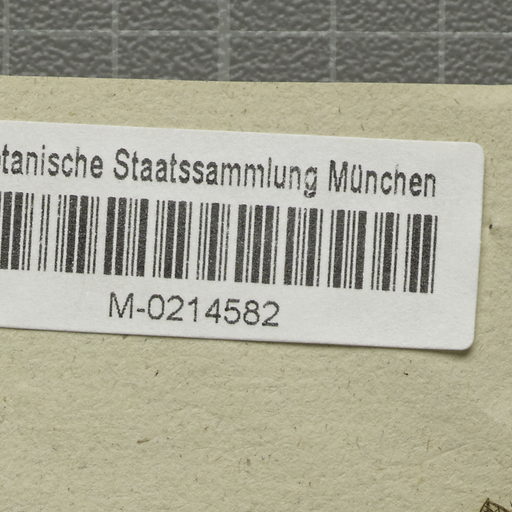 tanische Staatssammlung München
M-0214582